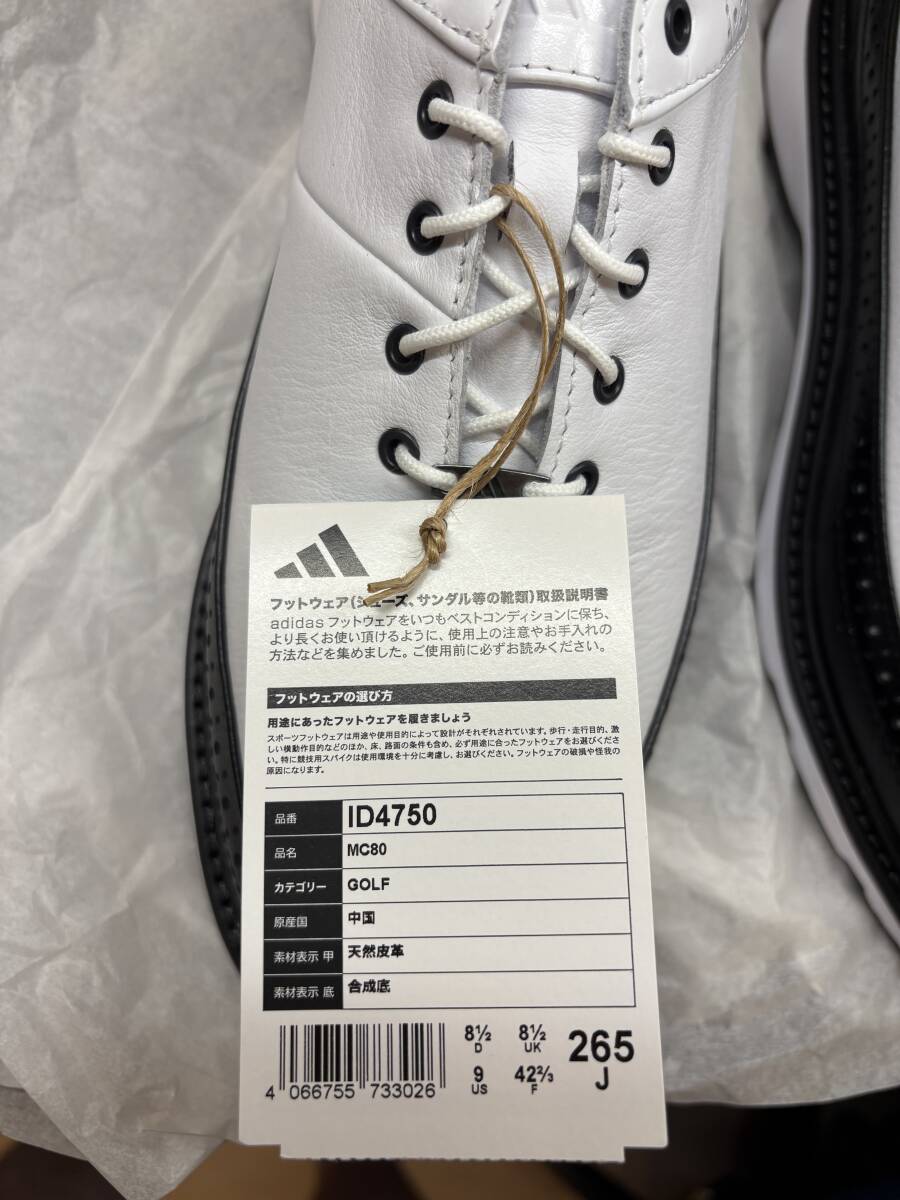 フットウェア(シューズ、サンダル等の靴類)取扱説明書
adidas フットウェアをいつもベストコンディションに保ち、
より長くお使い頂けるように、使用上の注意やお手入れの
方法などを集めました。ご使用前に必ずお読みください。
フットウェアの選び方
用途にあったフットウェアを履きましょう
スポーツフットウェアは用途や使用目的によって設計がそれぞれされています。歩行・走行目的、激
しい横動作目的などのほか、床、路面の条件も含め、必ず用途に合ったフットウェアをお選びくださ
い。特に競技用スパイクは使用環境を十分に考慮し、お選びください。フットウェアの破損や怪我の
原因になります。
品番 ID4750
品名 MC80
カテゴリー GOLF
原産国 中国
素材表示 甲 天然皮革
素材表示 底 合成底
8½ D 8½ UK 265 J
9 US 42⅔ F
4 066755 733026